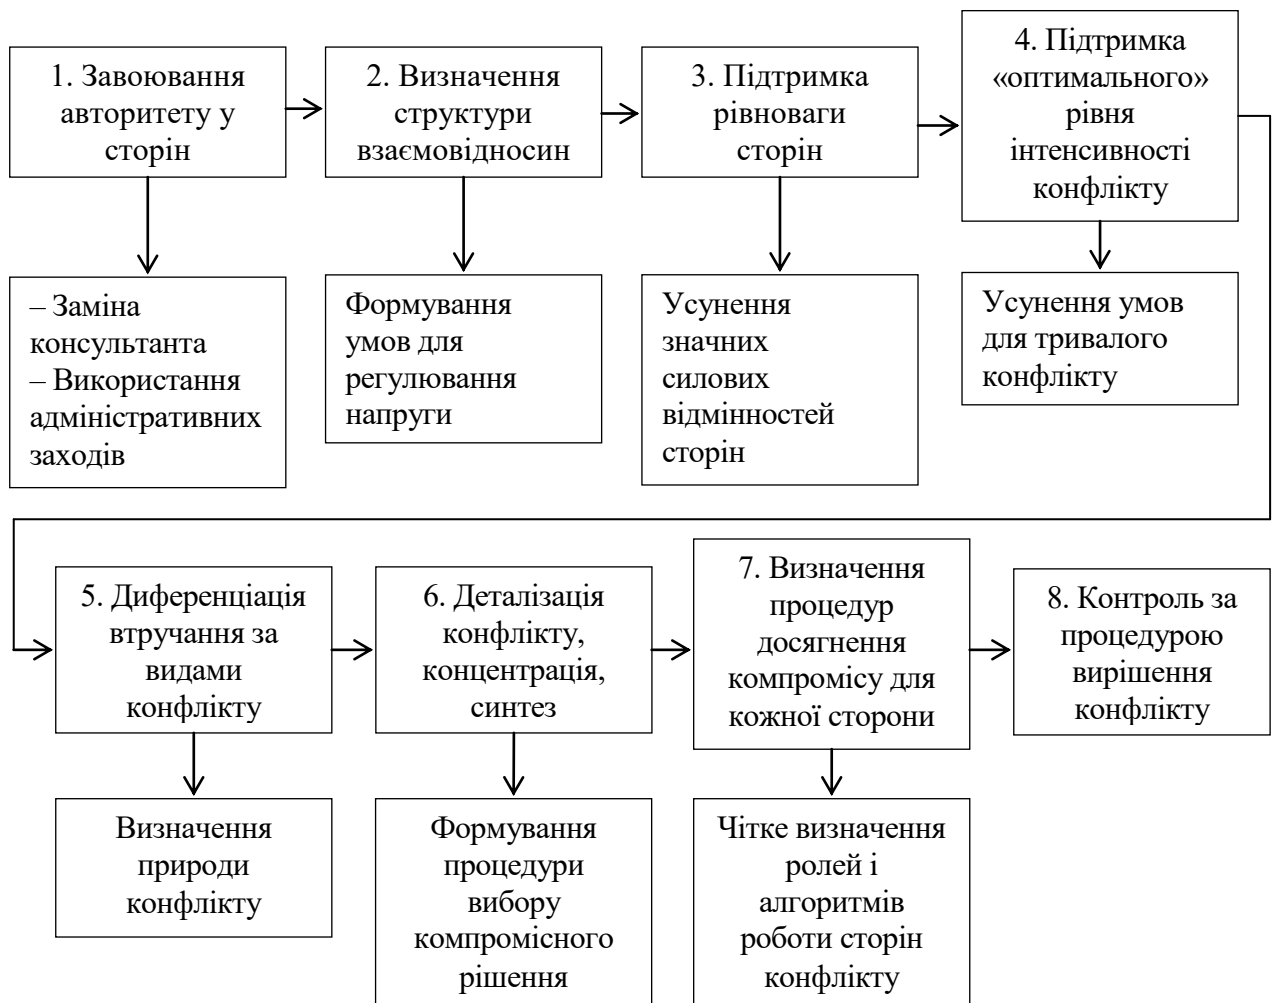 1. Завоювання
авторитету у
сторін
2. Визначення
структури
взаємовідносин
3. Підтримка
рівноваги
сторін
4. Підтримка
«оптимального»
рівня
інтенсивності
конфлікту
– Заміна
консультанта
– Використання
адміністративних
заходів
Формування
умов для
регулювання
напруги
Усунення
значних
силових
відмінностей
сторін
Усунення умов
для тривалого
конфлікту
5. Диференціація
втручання за
видами
конфлікту
6. Деталізація
конфлікту,
концентрація,
синтез
7. Визначення
процедур
досягнення
компромісу для
кожної сторони
8. Контроль за
процедурою
вирішення
конфлікту
Визначення
природи
конфлікту
Формування
процедури
вибору
компромісного
рішення
Чітке визначення
ролей і
алгоритмів
роботи сторін
конфлікту